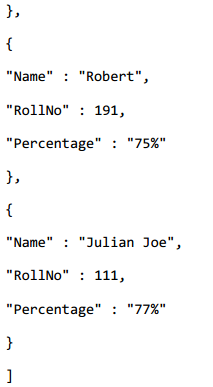 },
{
"Name" : "Robert",
"RollNo" : 191,
"Percentage" : "75%"
},
{
"Name" : "Julian Joe",
"RollNo" : 111,
"Percentage" : "77%"
}
]